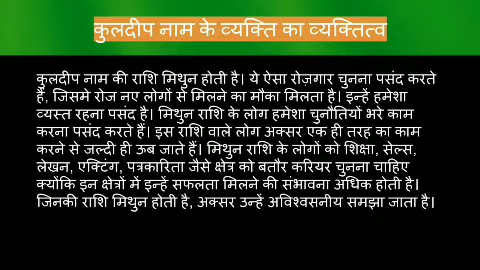 कुलदीप नाम के व्यक्ति का व्यक्तित्व
कुलदीप नाम की राशि मिथुन होती है। ये ऐसा रोज़गार चुनना पसंद करते
हैं, जिसमे रोज नए लोगों से मिलने का मौका मिलता है। इन्हें हमेशा
व्यस्त रहना पसंद है। मिथुन राशि के लोग हमेशा चुनौतियों भरे काम
करना पसंद करते हैं। इस राशि वाले लोग अक्सर एक ही तरह का काम
करने से जल्दी ही ऊब जाते हैं। मिथुन राशि के लोगों को शिक्षा, सेल्स,
लेखन, एक्टिंग, पत्रकारिता जैसे क्षेत्र को बतौर करियर चुनना चाहिए
क्योंकि इन क्षेत्रों में इन्हें सफलता मिलने की संभावना अधिक होती है।
जिनकी राशि मिथुन होती है, अक्सर उन्हें अविश्वसनीय समझा जाता है।